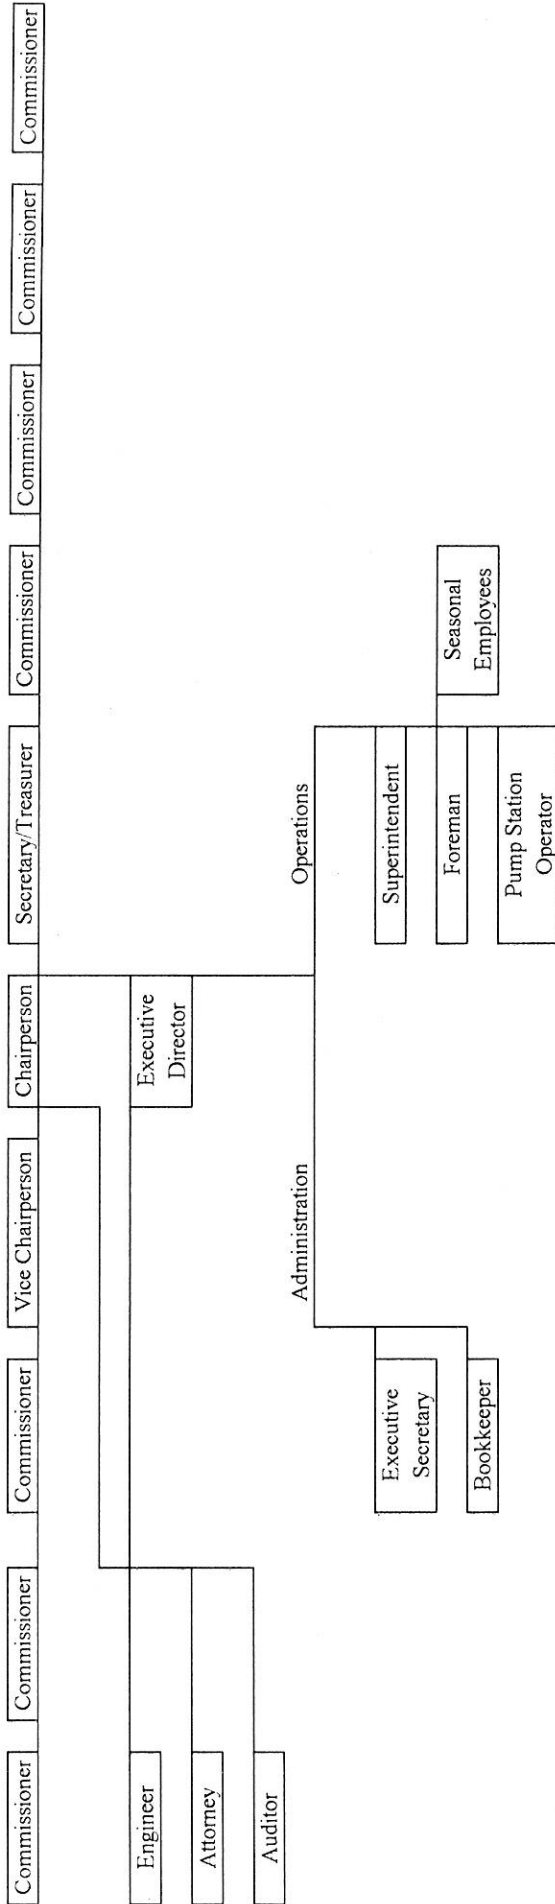 Commissioner
Commissioner
Commissioner
Vice Chairperson
Chairperson
Secretary/Treasurer
Commissioner
Commissioner
Commissioner
Commissioner
Engineer
Attorney
Auditor
Executive
Director
Administration
Operations
Executive
Secretary
Bookkeeper
Superintendent
Foreman
Seasonal
Employees
Pump Station
Operator